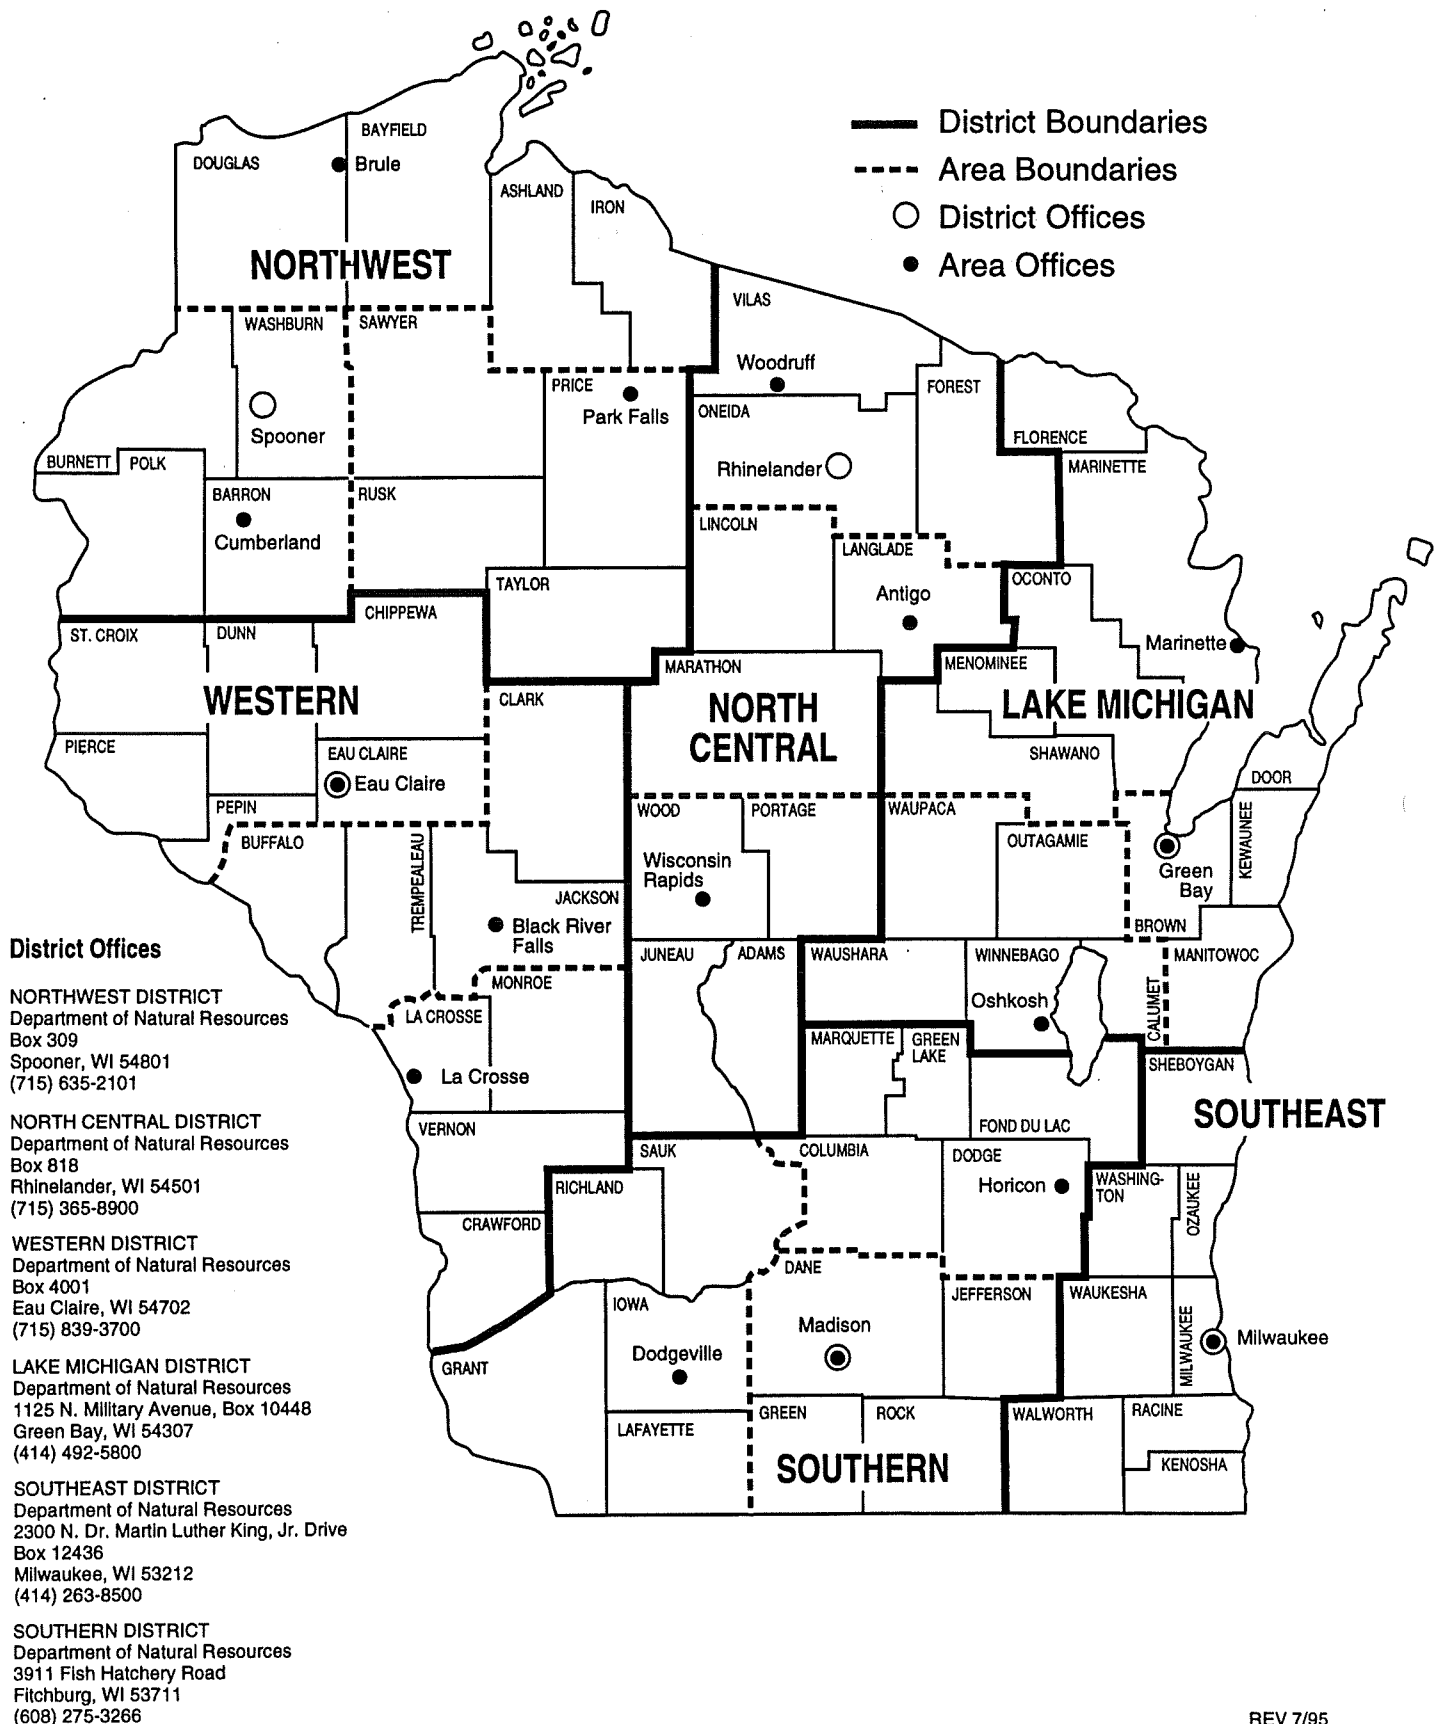 District Boundaries
Area Boundaries
District Offices
Area Offices
BAYFIELD
DOUGLAS
Brule
ASHLAND
IRON
NORTHWEST
VILAS
WASHBURN
SAWYER
Woodruff
PRICE
FOREST
Park Falls
ONEIDA
Spooner
FLORENCE
BURNETT
POLK
MARINETTE
Rhinelander
BARRON
RUSK
LINCOLN
Cumberland
LANGLADE
TAYLOR
OCONTO
Antigo
CHIPPEWA
ST. CROIX
DUNN
Marinette
MARATHON
MENOMINEE
WESTERN
CLARK
NORTH
CENTRAL
LAKE MICHIGAN
PIERCE
EAU CLAIRE
SHAWANO
Eau Claire
DOOR
PEPIN
WOOD
PORTAGE
WAUPACA
BUFFALO
TREMPEALEAU
OUTAGAMIE
KEWAUNEE
Wisconsin
Rapids
Green
Bay
JACKSON
Black River
Falls
BROWN
JUNEAU
ADAMS
WAUSHARA
WINNEBAGO
MANITOWOC
MONROE
CALUMET
Oshkosh
LA CROSSE
MARQUETTE
GREEN
LAKE
SHEBOYGAN
La Crosse
SOUTHEAST
VERNON
FOND DU LAC
SAUK
COLUMBIA
DODGE
RICHLAND
Horicon
WASHING-
TON
OZAUKEE
CRAWFORD
DANE
IOWA
JEFFERSON
WAUKESHA
Madison
MILWAUKEE
Milwaukee
Dodgeville
GRANT
GREEN
ROCK
WALWORTH
RACINE
LAFAYETTE
SOUTHERN
KENOSHA
District Offices
NORTHWEST DISTRICT
Department of Natural Resources
Box 309
Spooner, WI 54801
(715) 635-2101
NORTH CENTRAL DISTRICT
Department of Natural Resources
Box 818
Rhinelander, WI 54501
(715) 365-8900
WESTERN DISTRICT
Department of Natural Resources
Box 4001
Eau Claire, WI 54702
(715) 839-3700
LAKE MICHIGAN DISTRICT
Department of Natural Resources
1125 N. Military Avenue, Box 10448
Green Bay, WI 54307
(414) 492-5800
SOUTHEAST DISTRICT
Department of Natural Resources
2300 N. Dr. Martin Luther King, Jr. Drive
Box 12436
Milwaukee, WI 53212
(414) 263-8500
SOUTHERN DISTRICT
Department of Natural Resources
3911 Fish Hatchery Road
Fitchburg, WI 53711
(608) 275-3266
REV 7/95